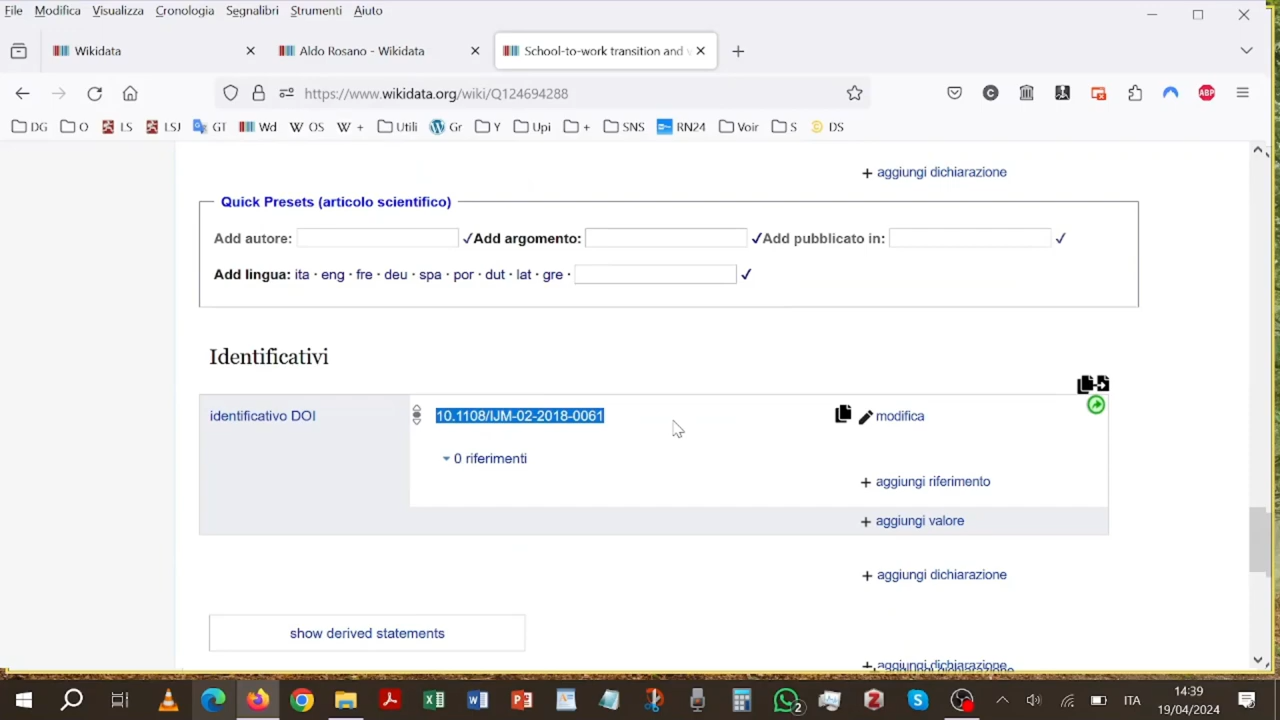 File Modifica Visualizza Cronologia Segnalibri Strumenti Aiuto
Wikidata Aldo Rosano - Wikidata School-to-work transition and
https://www.wikidata.org/wiki/Q124694288 ABP
DG O LS LSJ GT Wd W OS W + Utili Gr Y Upi + SNS RN24 Voir S DS
+ aggiungi dichiarazione
Quick Presets (articolo scientifico)
Add autore: ✓Add argomento: ✓Add pubblicato in: ✓
Add lingua: ita · eng · fre · deu · spa · por · dut · lat · gre · ✓
Identificativi
identificativo DOI 10.1108/IJM-02-2018-0061 modifica
0 riferimenti
+ aggiungi riferimento
+ aggiungi valore
+ aggiungi dichiarazione
show derived statements
+ aggiungi dichiarazione
2 ITA 14:39
19/04/2024